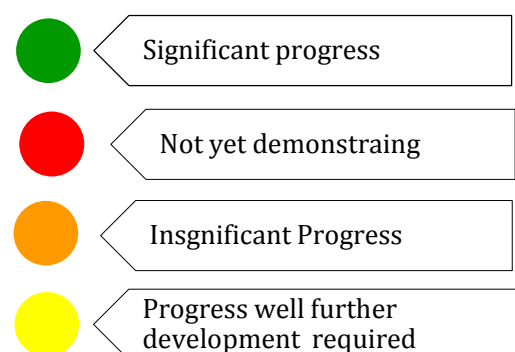 Significant progress
Not yet demonstraing
Insgnificant Progress
Progress well further
development required